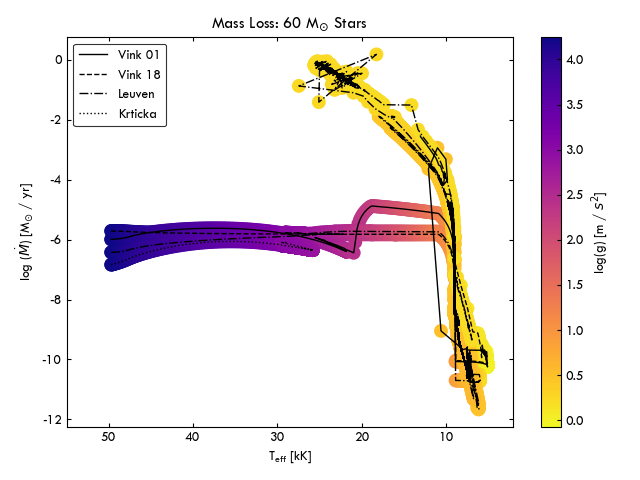 Mass Loss: 60 M⊙ Stars
Vink 01
Vink 18
Leuven
Krticka
0
-2
-4
-6
-8
-10
-12
log (Ṁ) [M⊙ / yr]
50
40
30
20
10
Teff [kK]
4.0
3.5
3.0
2.5
2.0
1.5
1.0
0.5
0.0
log(g) [m / s²]